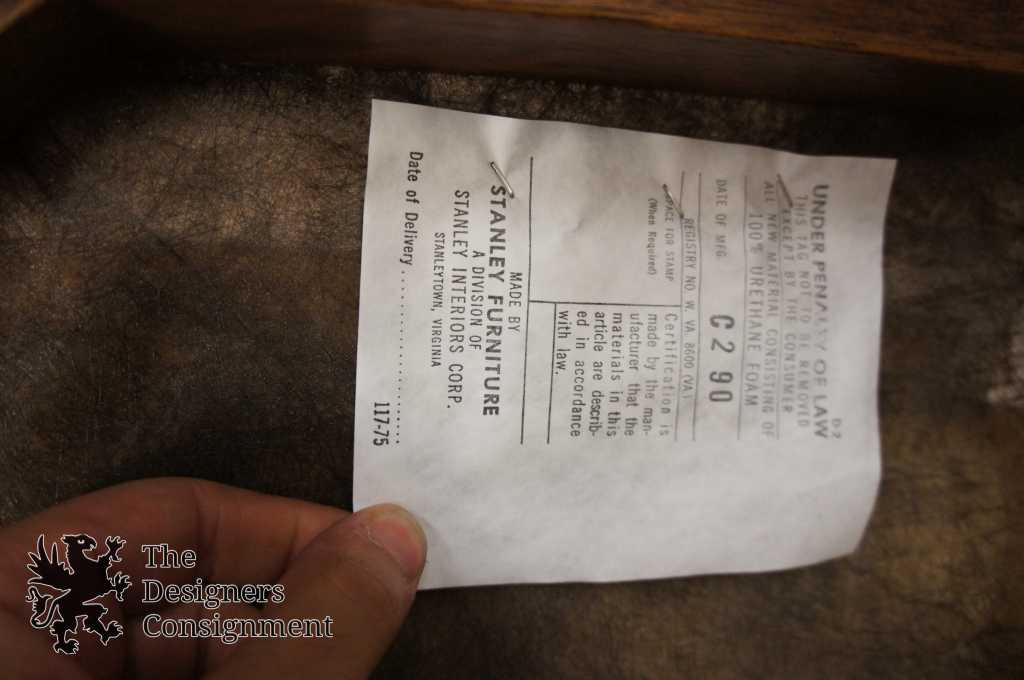 D-2
UNDER PENALTY OF LAW
THIS TAG NOT TO BE REMOVED
EXCEPT BY THE CONSUMER
ALL NEW MATERIAL CONSISTING OF
100% URETHANE FOAM
DATE OF MFG. C2 90
REGISTRY NO. W. VA. 8600 (VA)
SPACE FOR STAMP
(When Required)
Certification is
made by the man-
ufacturer that the
materials in this
article are describ-
ed in accordance
with law.
MADE BY
STANLEY FURNITURE
A DIVISION OF
STANLEY INTERIORS CORP.
STANLEYTOWN, VIRGINIA
Date of Delivery ..............................
117-75
The
Designers
Consignment